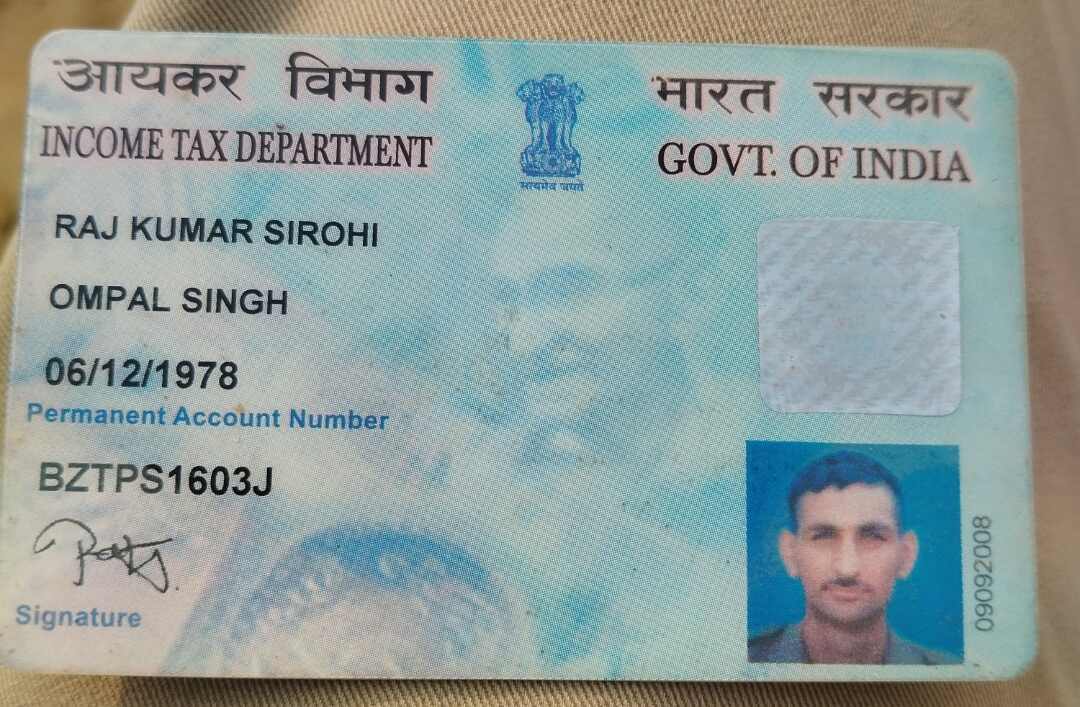 आयकर विभाग
INCOME TAX DEPARTMENT
सत्यमेव जयते
भारत सरकार
GOVT. OF INDIA
RAJ KUMAR SIROHI
OMPAL SINGH
06/12/1978
Permanent Account Number
BZTPS1603J
Signature
09092008